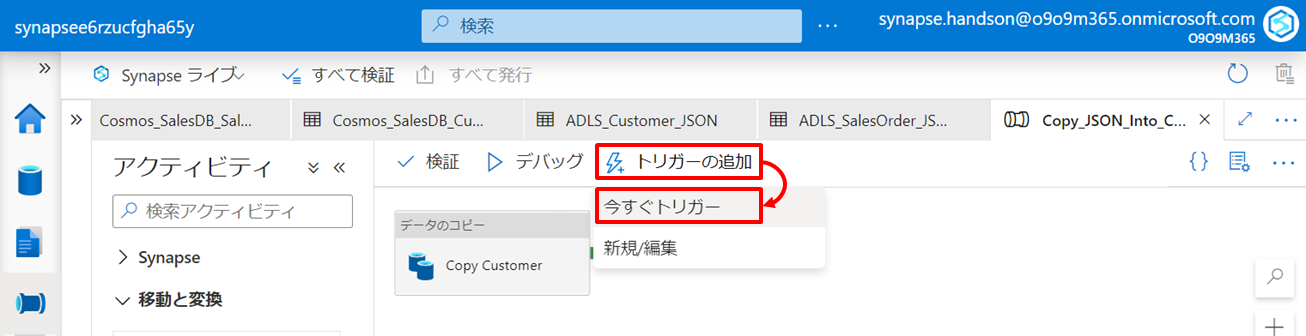 synapsee6rzucfgha65y
検索
synapse.handson@o9o9m365.onmicrosoft.com
O9O9M365
Synapse ライブ
すべて検証
すべて発行
Cosmos_SalesDB_Sal...
Cosmos_SalesDB_Cu...
ADLS_Customer_JSON
ADLS_SalesOrder_JS...
Copy_JSON_Into_C...
アクティビティ
検証
デバッグ
トリガーの追加
検索アクティビティ
今すぐトリガー
新規/編集
データのコピー
Copy Customer
Synapse
移動と変換